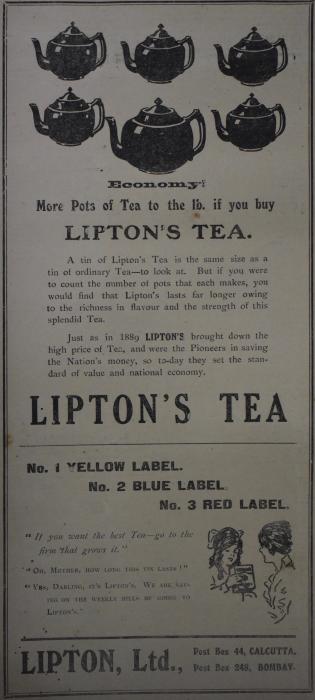 Economy!
More Pots of Tea to the lb. if you buy
LIPTON'S TEA.
A tin of Lipton's Tea is the same size as a
tin of ordinary Tea—to look at. But if you were
to count the number of pots that each makes, you
would find that Lipton's lasts far longer owing
to the richness in flavour and the strength of this
splendid Tea.
Just as in 1889 LIPTON'S brought down the
high price of Tea, and were the Pioneers in saving
the Nation's money, so to-day they set the stan-
dard of value and national economy.
LIPTON'S TEA
No. 1 YELLOW LABEL.
No. 2 BLUE LABEL.
No. 3 RED LABEL.
"If you want the best Tea—go to the
firm that grows it."
"Oh, Mother, how long this tin lasts!"
"Yes, Darling, it's Lipton's. We are sav-
ing on the weekly bills by going to
Lipton's."
LIPTON, Ltd.,
Post Box 44, CALCUTTA.
Post Box 248, BOMBAY.